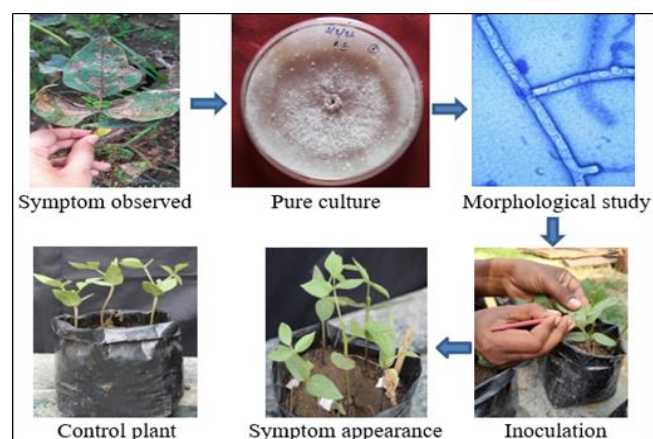 Symptom observed
Pure culture
Morphological study
Control plant
Symptom appearance
Inoculation